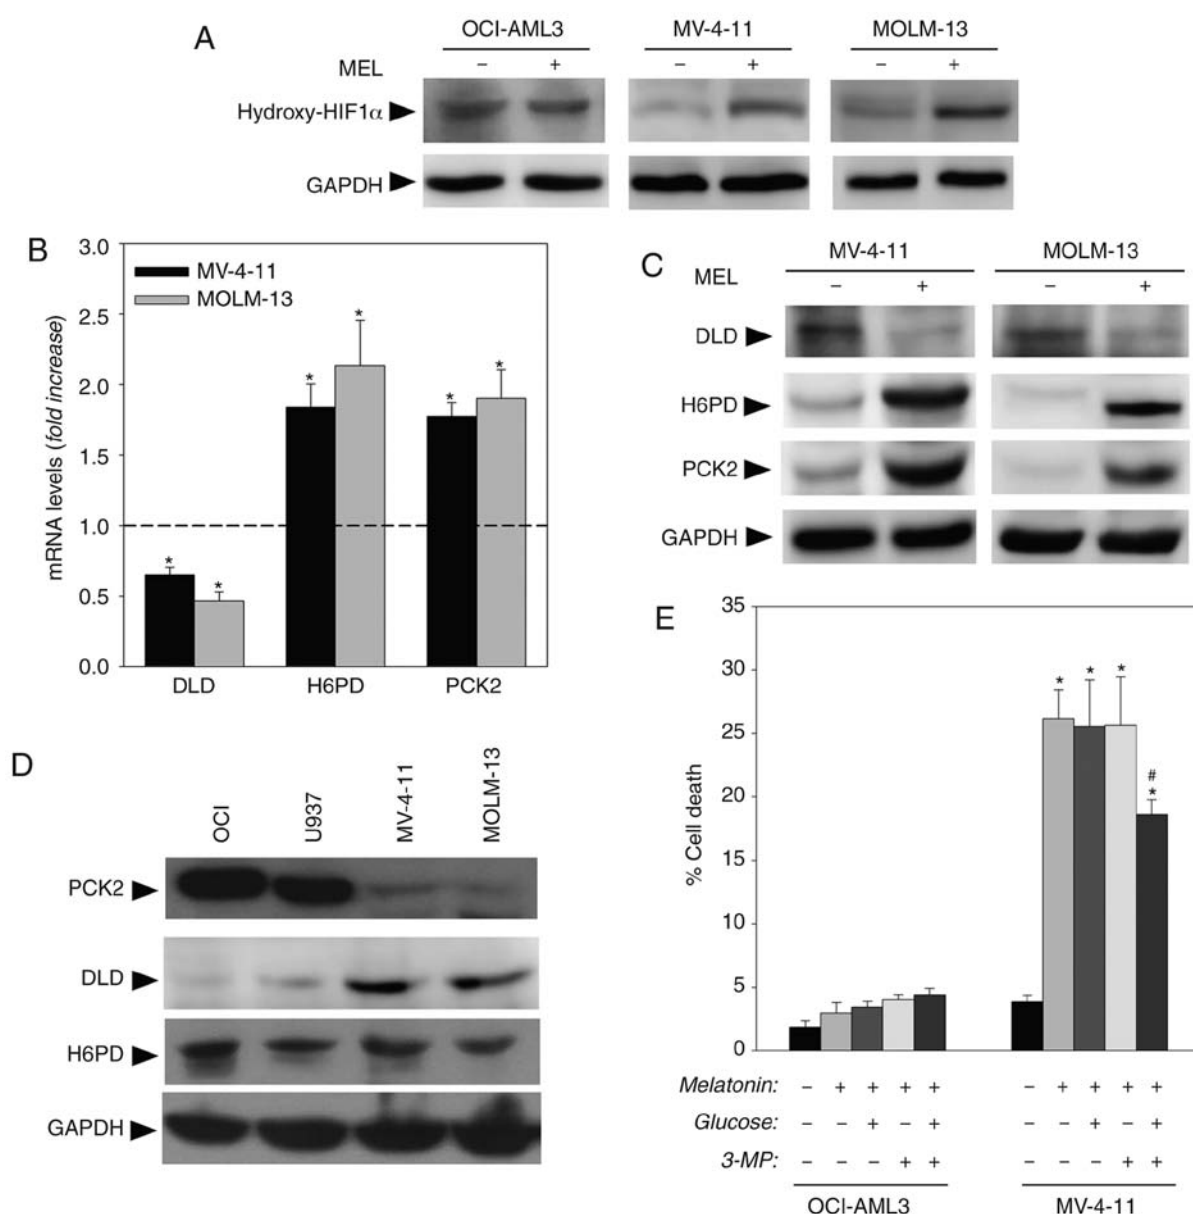 A
OCI-AML3 MV-4-11 MOLM-13
MEL − + − + − +
Hydroxy-HIF1α
GAPDH
B
3.0
2.5
2.0
1.5
1.0
0.5
0.0
mRNA levels (fold increase)
MV-4-11
MOLM-13
* * * * * *
DLD H6PD PCK2
C
MV-4-11 MOLM-13
MEL − + − +
DLD
H6PD
PCK2
GAPDH
D
OCI U937 MV-4-11 MOLM-13
PCK2
DLD
H6PD
GAPDH
E
35
30
25
20
15
10
5
0
% Cell death
* * *
#
*
Melatonin: − + + + + − + + + +
Glucose: − − + − + − − + − +
3-MP: − − − + + − − − + +
OCI-AML3 MV-4-11